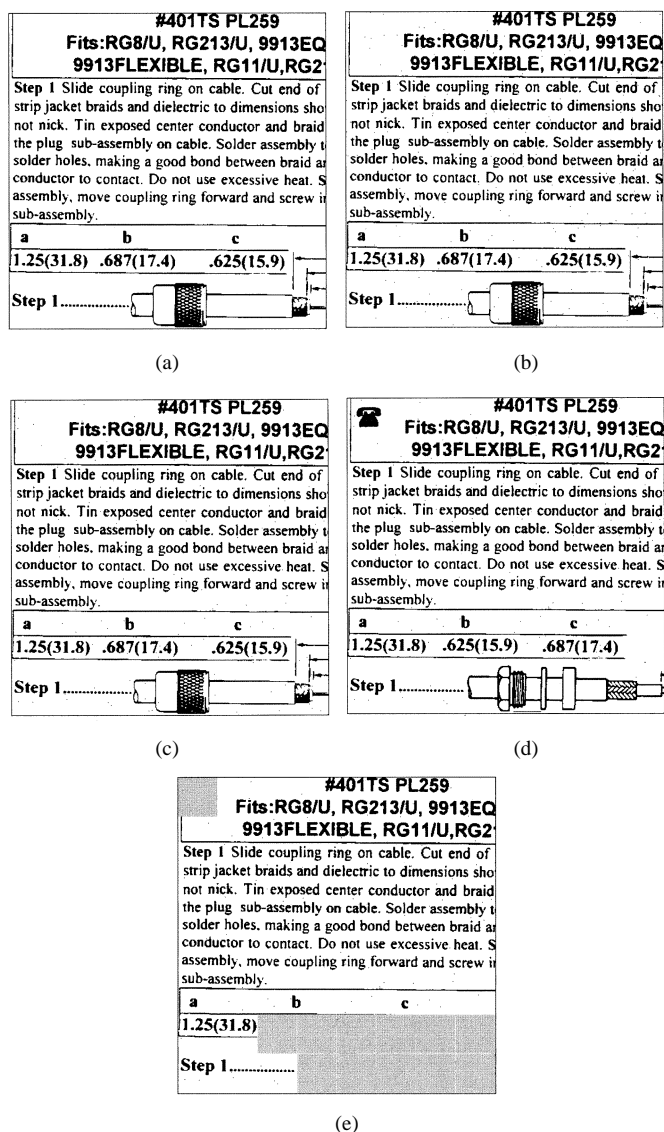 #401TS PL259
Fits:RG8/U, RG213/U, 9913EQ
9913FLEXIBLE, RG11/U,RG2
Step 1 Slide coupling ring on cable. Cut end of
strip jacket braids and dielectric to dimensions sho
not nick. Tin exposed center conductor and braid
the plug sub-assembly on cable. Solder assembly t
solder holes, making a good bond between braid a
conductor to contact. Do not use excessive heat. S
assembly, move coupling ring forward and screw i
sub-assembly.
a b c
1.25(31.8) .687(17.4) .625(15.9)
Step 1.................
(a)
#401TS PL259
Fits:RG8/U, RG213/U, 9913EQ
9913FLEXIBLE, RG11/U,RG2
Step 1 Slide coupling ring on cable. Cut end of
strip jacket braids and dielectric to dimensions sho
not nick. Tin exposed center conductor and braid
the plug sub-assembly on cable. Solder assembly t
solder holes, making a good bond between braid a
conductor to contact. Do not use excessive heat. S
assembly, move coupling ring forward and screw i
sub-assembly.
a b c
1.25(31.8) .687(17.4) .625(15.9)
Step 1.................
(b)
#401TS PL259
Fits:RG8/U, RG213/U, 9913EQ
9913FLEXIBLE, RG11/U,RG2
Step 1 Slide coupling ring on cable. Cut end of
strip jacket braids and dielectric to dimensions sho
not nick. Tin exposed center conductor and braid
the plug sub-assembly on cable. Solder assembly t
solder holes, making a good bond between braid a
conductor to contact. Do not use excessive heat. S
assembly, move coupling ring forward and screw i
sub-assembly.
a b c
1.25(31.8) .687(17.4) .625(15.9)
Step 1.................
(c)
#401TS PL259
Fits:RG8/U, RG213/U, 9913EQ
9913FLEXIBLE, RG11/U,RG2
Step 1 Slide coupling ring on cable. Cut end of
strip jacket braids and dielectric to dimensions sho
not nick. Tin exposed center conductor and braid
the plug sub-assembly on cable. Solder assembly t
solder holes, making a good bond between braid a
conductor to contact. Do not use excessive heat. S
assembly, move coupling ring forward and screw i
sub-assembly.
a b c
1.25(31.8) .625(15.9) .687(17.4)
Step 1.................
(d)
#401TS PL259
Fits:RG8/U, RG213/U, 9913EQ
9913FLEXIBLE, RG11/U,RG2
Step 1 Slide coupling ring on cable. Cut end of
strip jacket braids and dielectric to dimensions sho
not nick. Tin exposed center conductor and braid
the plug sub-assembly on cable. Solder assembly t
solder holes, making a good bond between braid a
conductor to contact. Do not use excessive heat. S
assembly, move coupling ring forward and screw i
sub-assembly.
a b c
1.25(31.8)
Step 1.................
(e)